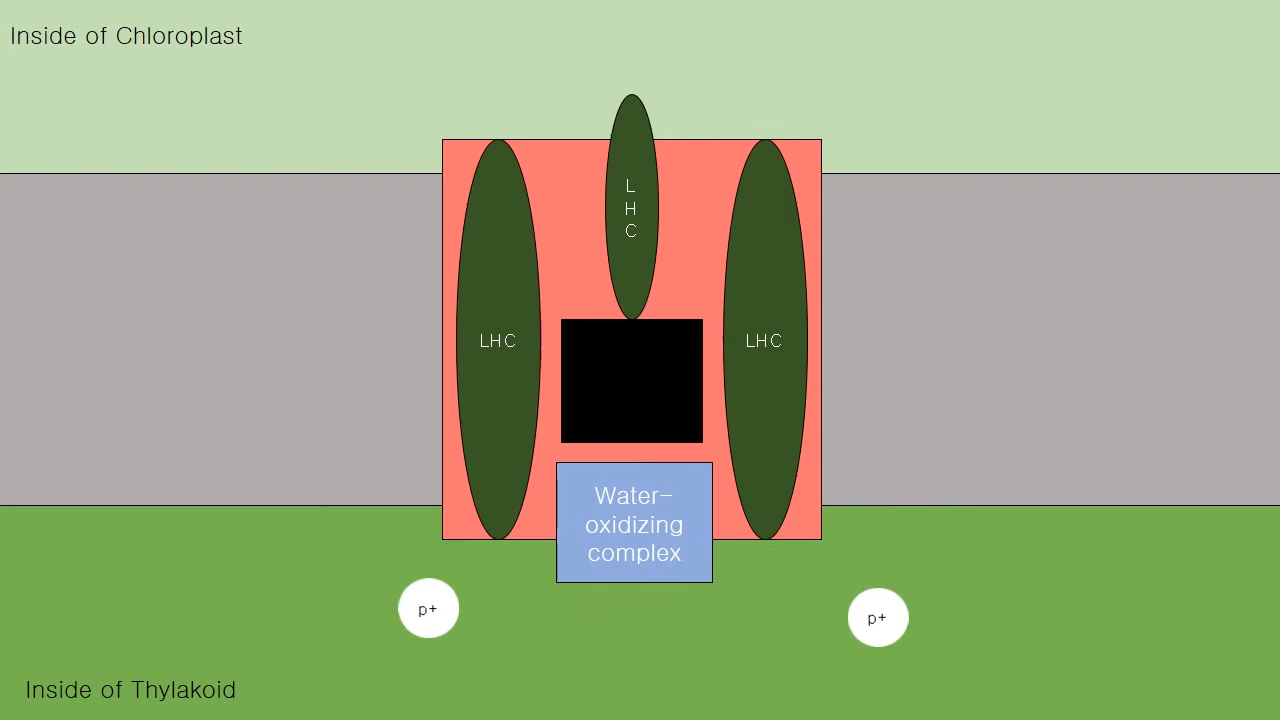 Inside of Chloroplast
L
H
C
LHC
LHC
Water-
oxidizing
complex
p+
p+
Inside of Thylakoid